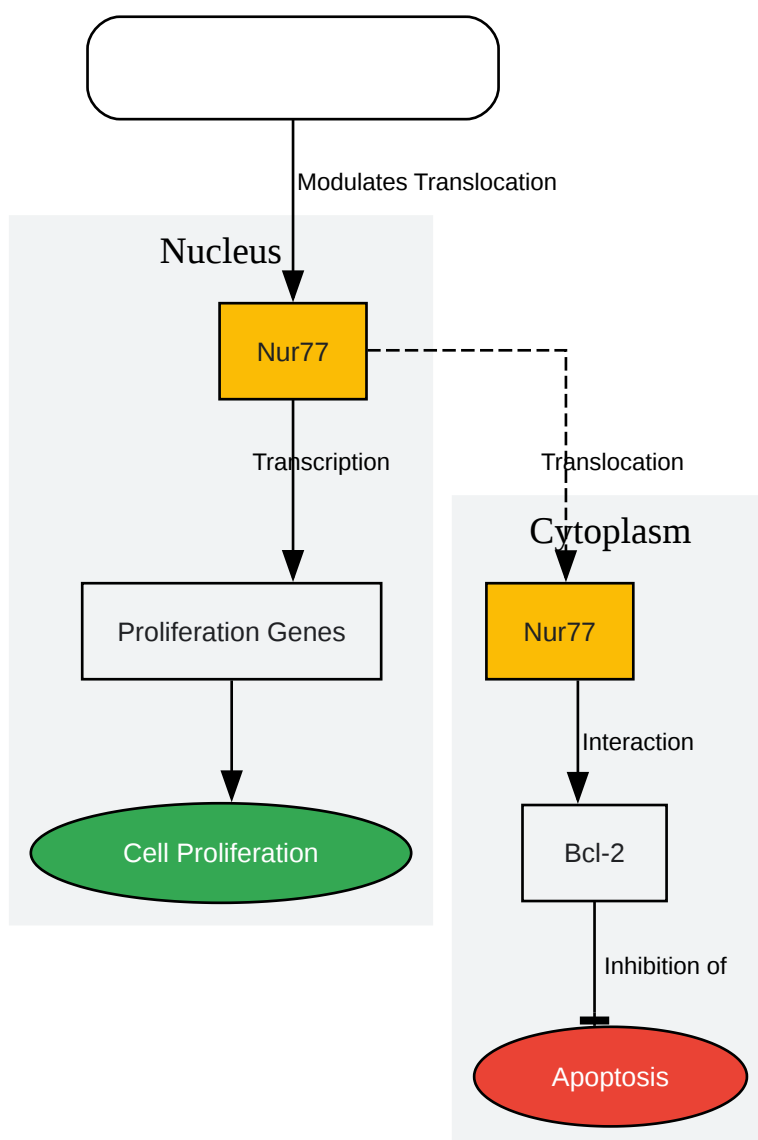 Modulates Translocation
Nucleus
Nur77
Transcription
Translocation
Cytoplasm
Proliferation Genes
Nur77
Interaction
Cell Proliferation
Bcl-2
Inhibition of
Apoptosis